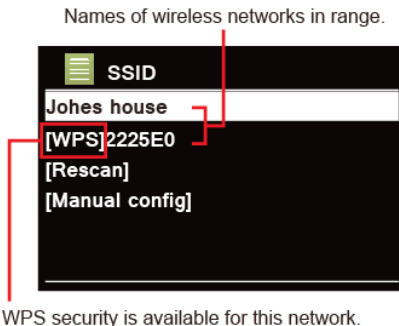 Names of wireless networks in range.
SSID
Johes house
[WPS]2225E0
[Rescan]
[Manual config]
WPS security is available for this network.